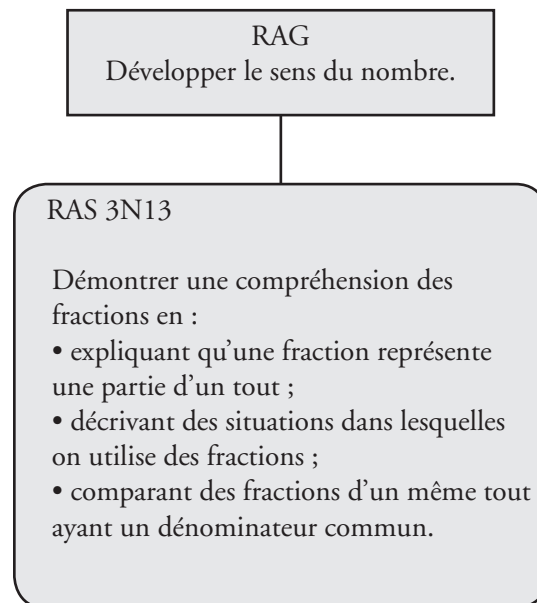 RAG
Développer le sens du nombre.
RAS 3N13
Démontrer une compréhension des
fractions en :
• expliquant qu’une fraction représente
une partie d’un tout ;
• décrivant des situations dans lesquelles
on utilise des fractions ;
• comparant des fractions d’un même tout
ayant un dénominateur commun.